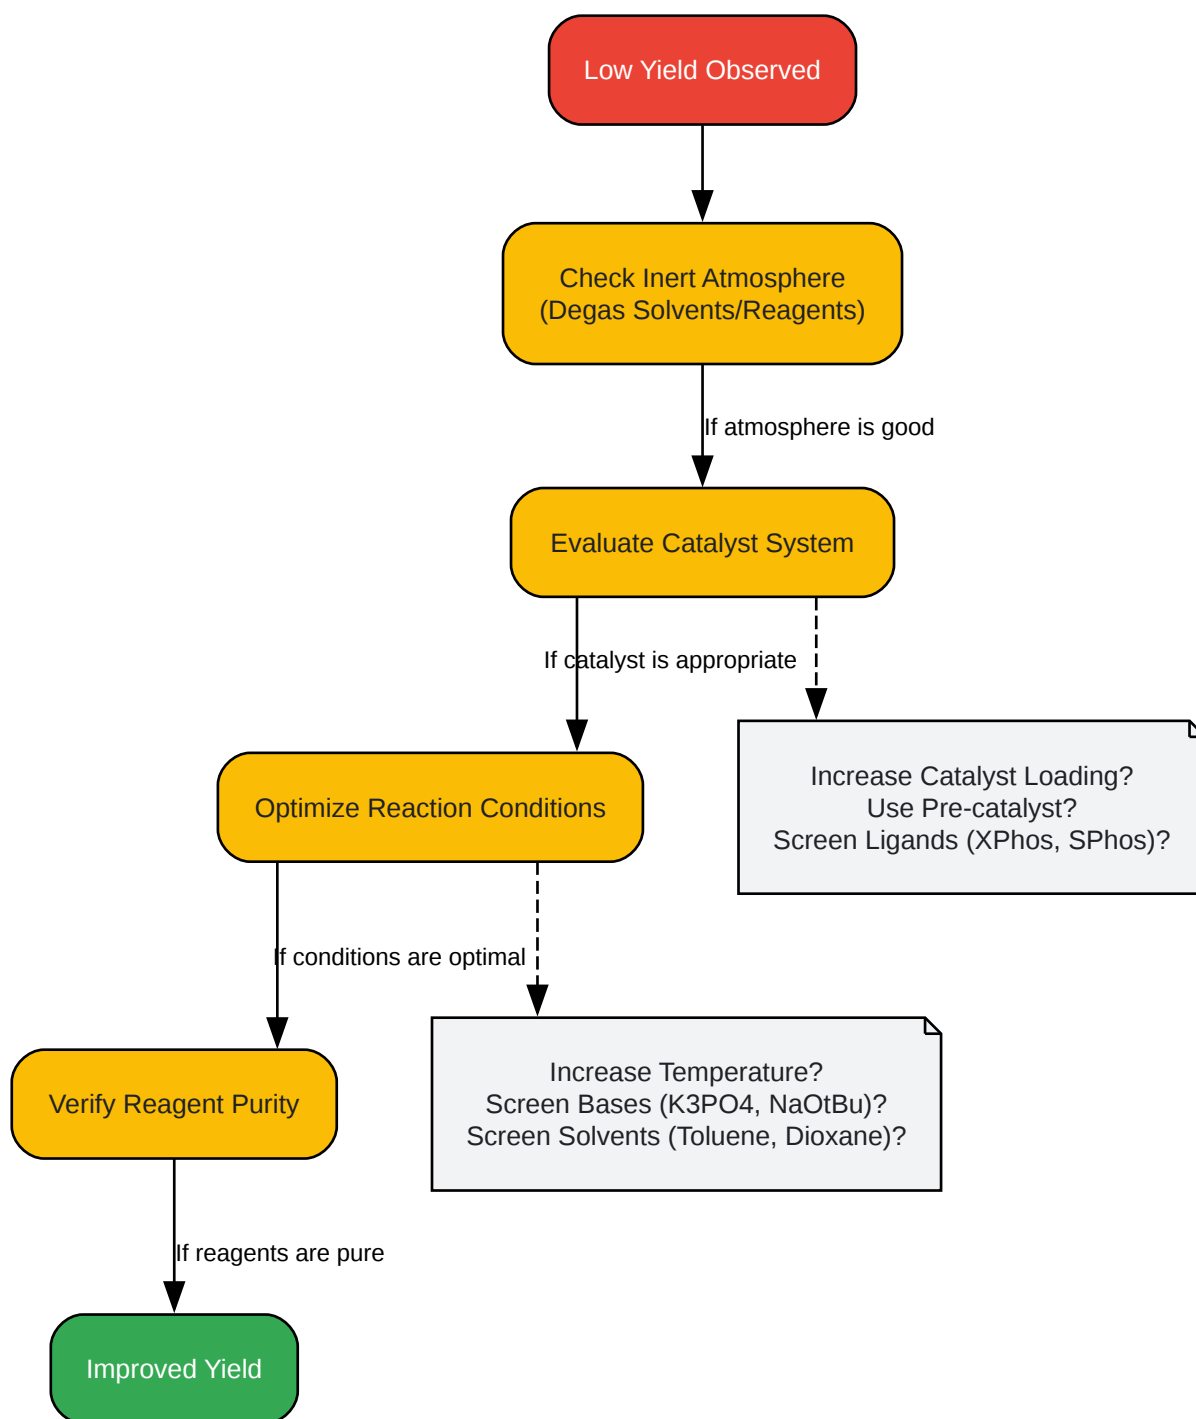 Low Yield Observed
Check Inert Atmosphere
(Degas Solvents/Reagents)
If atmosphere is good
Evaluate Catalyst System
If catalyst is appropriate
Increase Catalyst Loading?
Use Pre-catalyst?
Screen Ligands (XPhos, SPhos)?
Optimize Reaction Conditions
If conditions are optimal
Increase Temperature?
Screen Bases (K3PO4, NaOtBu)?
Screen Solvents (Toluene, Dioxane)?
Verify Reagent Purity
If reagents are pure
Improved Yield